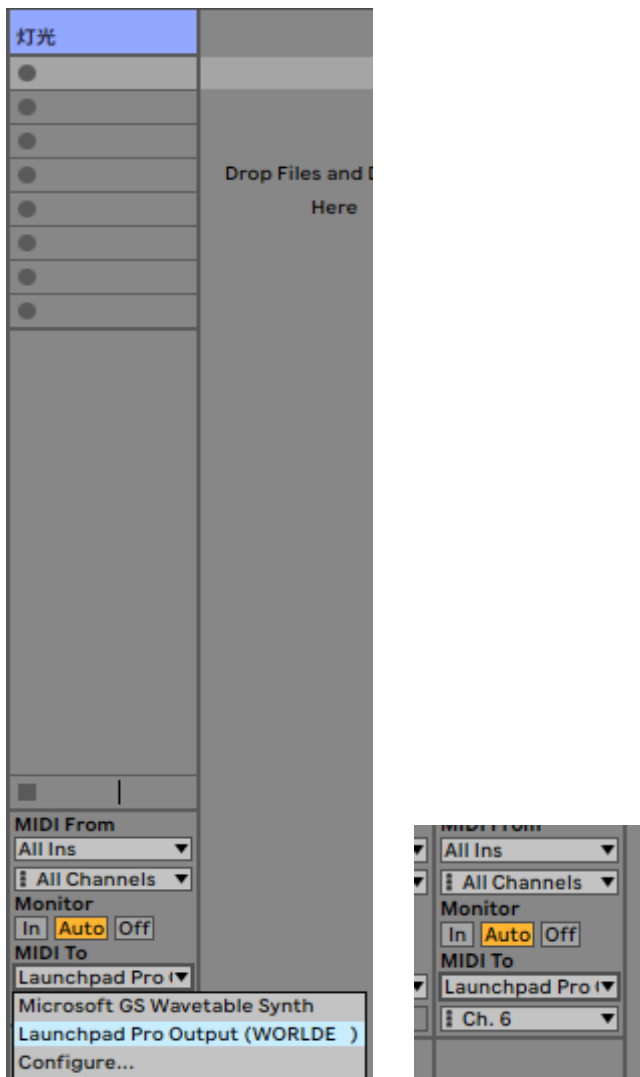 灯光
Drop Files and D
Here
MIDI From
All Ins
All Channels
Monitor
In Auto Off
MIDI To
Launchpad Pro
Microsoft GS Wavetable Synth
Launchpad Pro Output (WORLDE )
Configure...
MIDI From
All Ins
All Channels
Monitor
In Auto Off
MIDI To
Launchpad Pro
Ch. 6